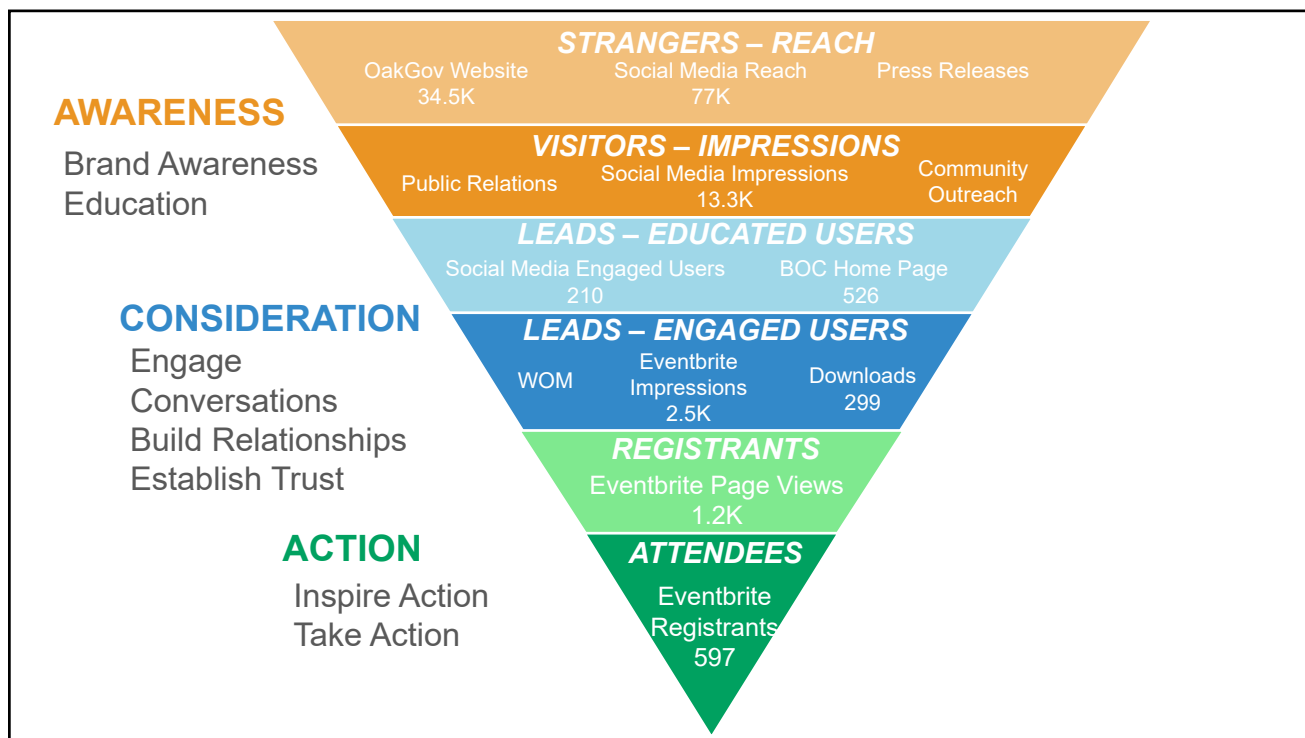 STRANGERS – REACH
OakGov Website
34.5K
Social Media Reach
77K
Press Releases
AWARENESS
Brand Awareness
Education
VISITORS – IMPRESSIONS
Public Relations
Social Media Impressions
13.3K
Community
Outreach
LEADS – EDUCATED USERS
Social Media Engaged Users
210
BOC Home Page
526
CONSIDERATION
Engage
Conversations
Build Relationships
Establish Trust
LEADS – ENGAGED USERS
WOM
Eventbrite
Impressions
2.5K
Downloads
299
REGISTRANTS
Eventbrite Page Views
1.2K
ACTION
Inspire Action
Take Action
ATTENDEES
Eventbrite
Registrants
597